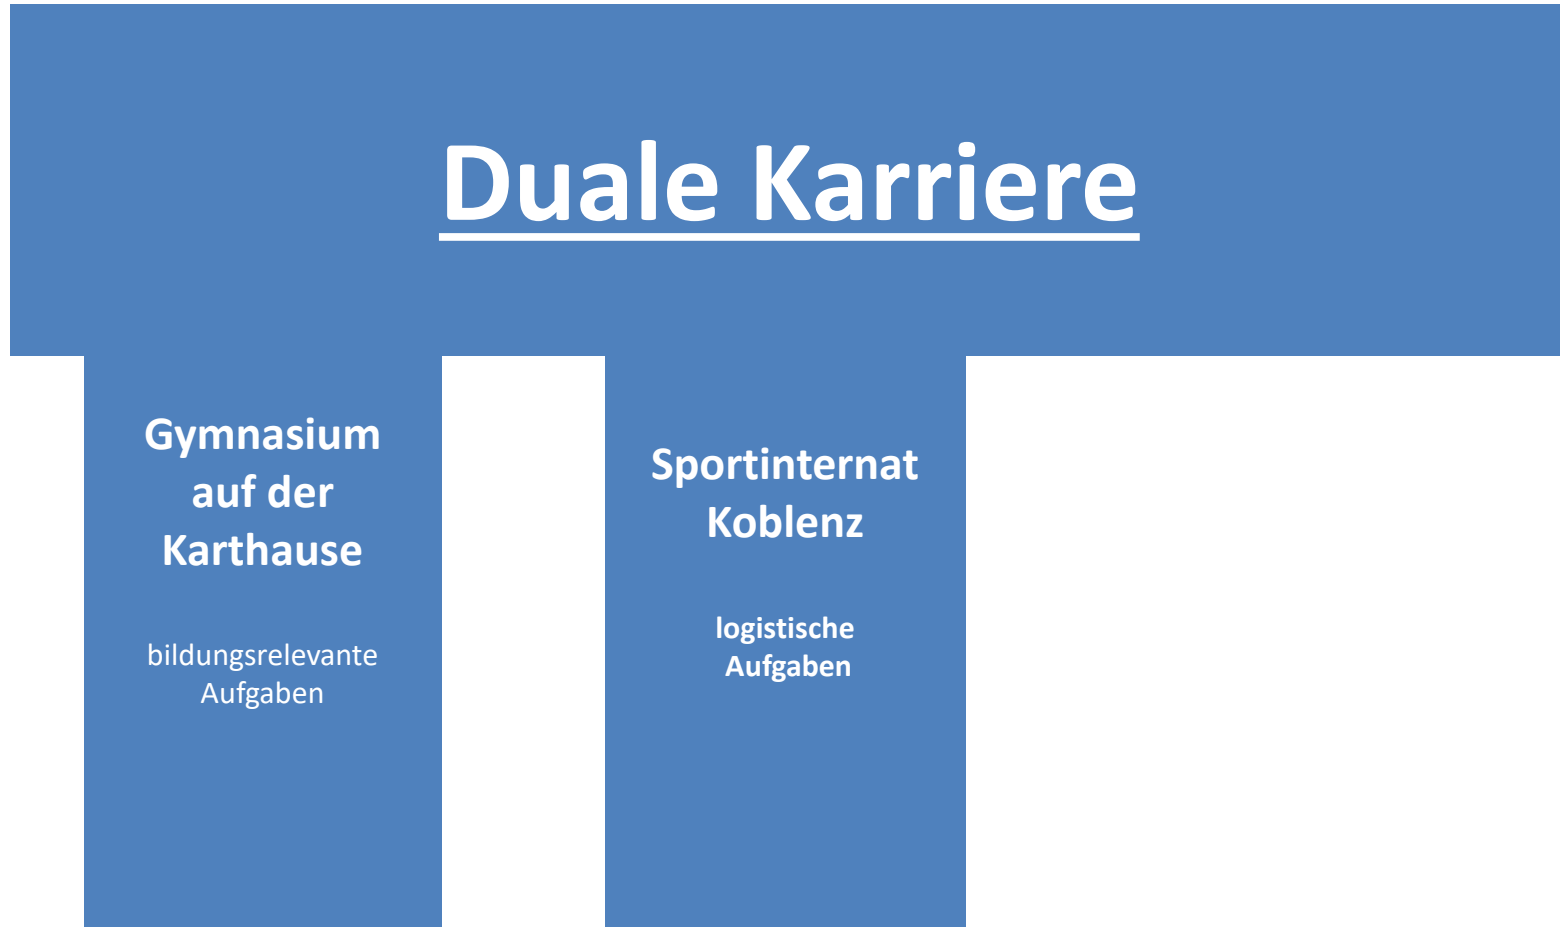 Duale Karriere
Gymnasium
auf der
Karthause
bildungsrelevante
Aufgaben
Sportinternat
Koblenz
logistische
Aufgaben